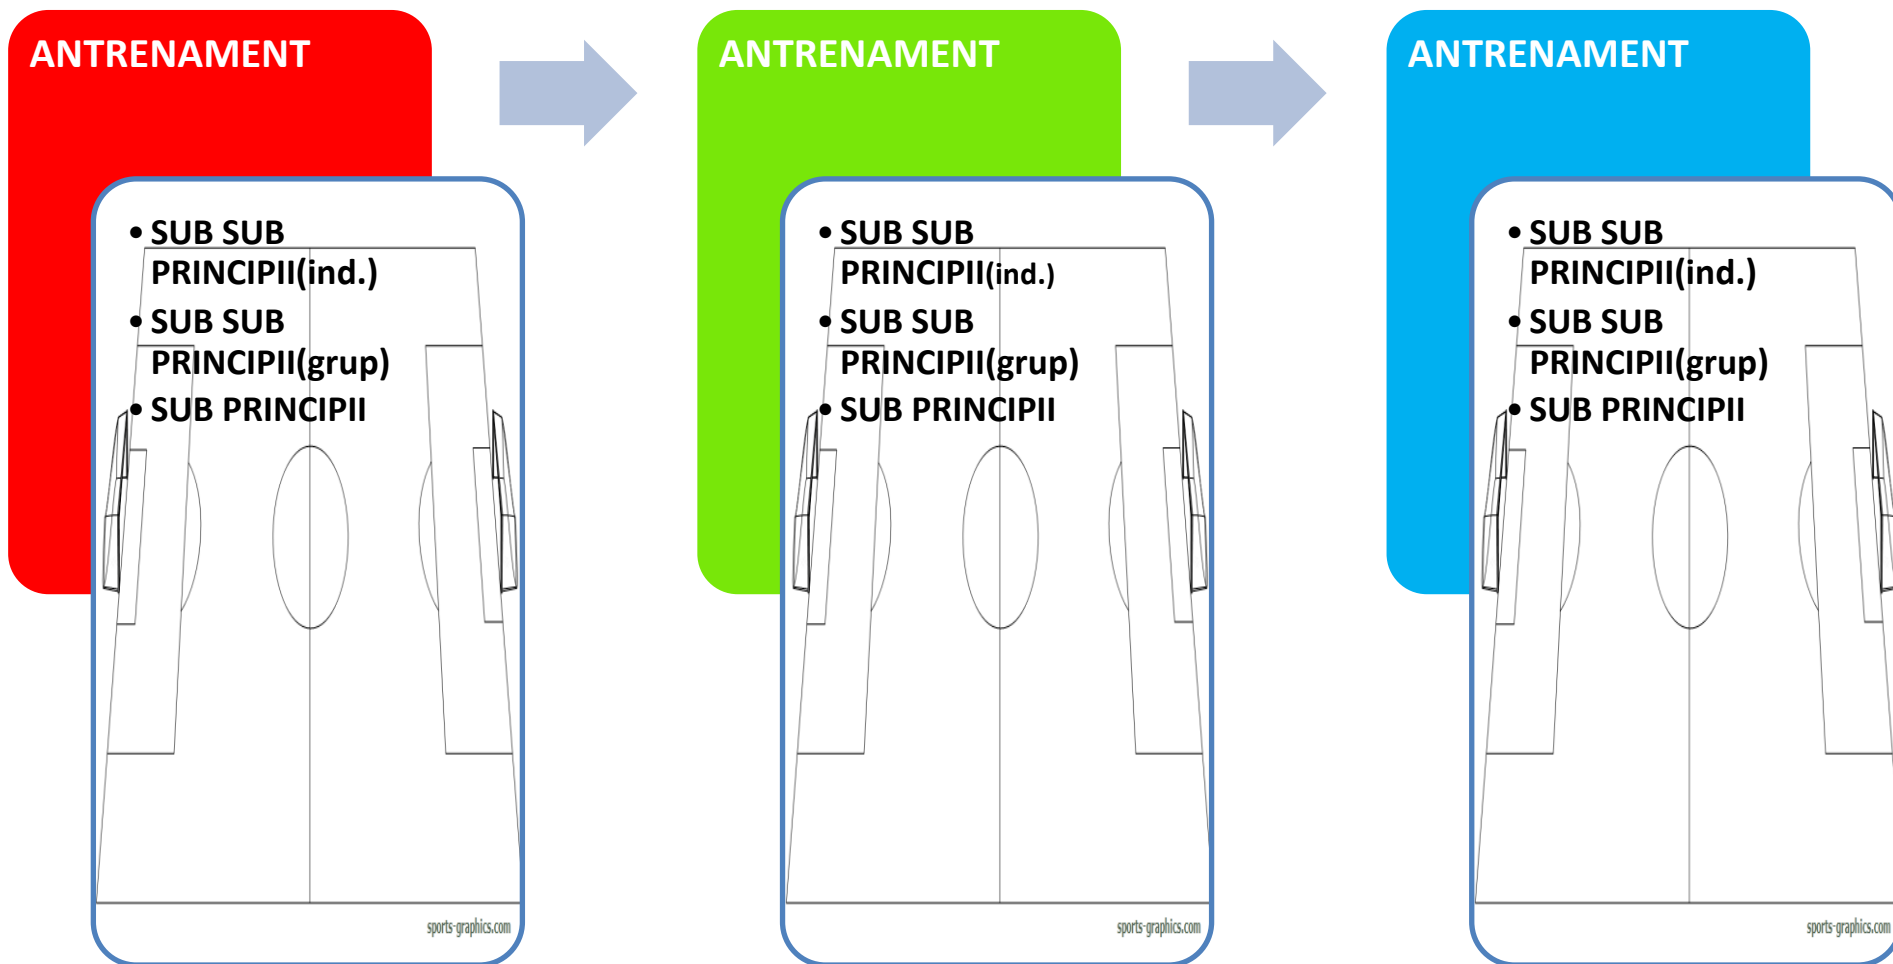 ANTRENAMENT
• SUB SUB
PRINCIPII(ind.)
• SUB SUB
PRINCIPII(grup)
• SUB PRINCIPII
sports-graphics.com
ANTRENAMENT
• SUB SUB
PRINCIPII(ind.)
• SUB SUB
PRINCIPII(grup)
• SUB PRINCIPII
sports-graphics.com
ANTRENAMENT
• SUB SUB
PRINCIPII(ind.)
• SUB SUB
PRINCIPII(grup)
• SUB PRINCIPII
sports-graphics.com